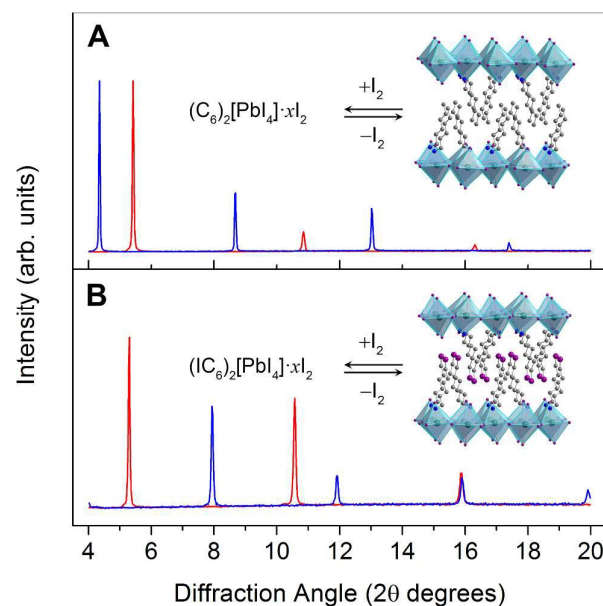 A
+I₂
(C₆)₂[PbI₄]·xI₂
−I₂
B
+I₂
(IC₆)₂[PbI₄]·xI₂
−I₂
Intensity (arb. units)
4 6 8 10 12 14 16 18 20
Diffraction Angle (2θ degrees)